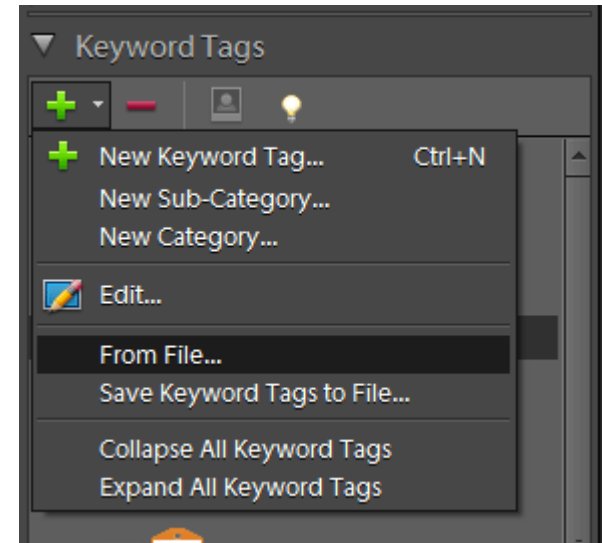 Keyword Tags
New Keyword Tag... Ctrl+N
New Sub-Category...
New Category...
Edit...
From File...
Save Keyword Tags to File...
Collapse All Keyword Tags
Expand All Keyword Tags